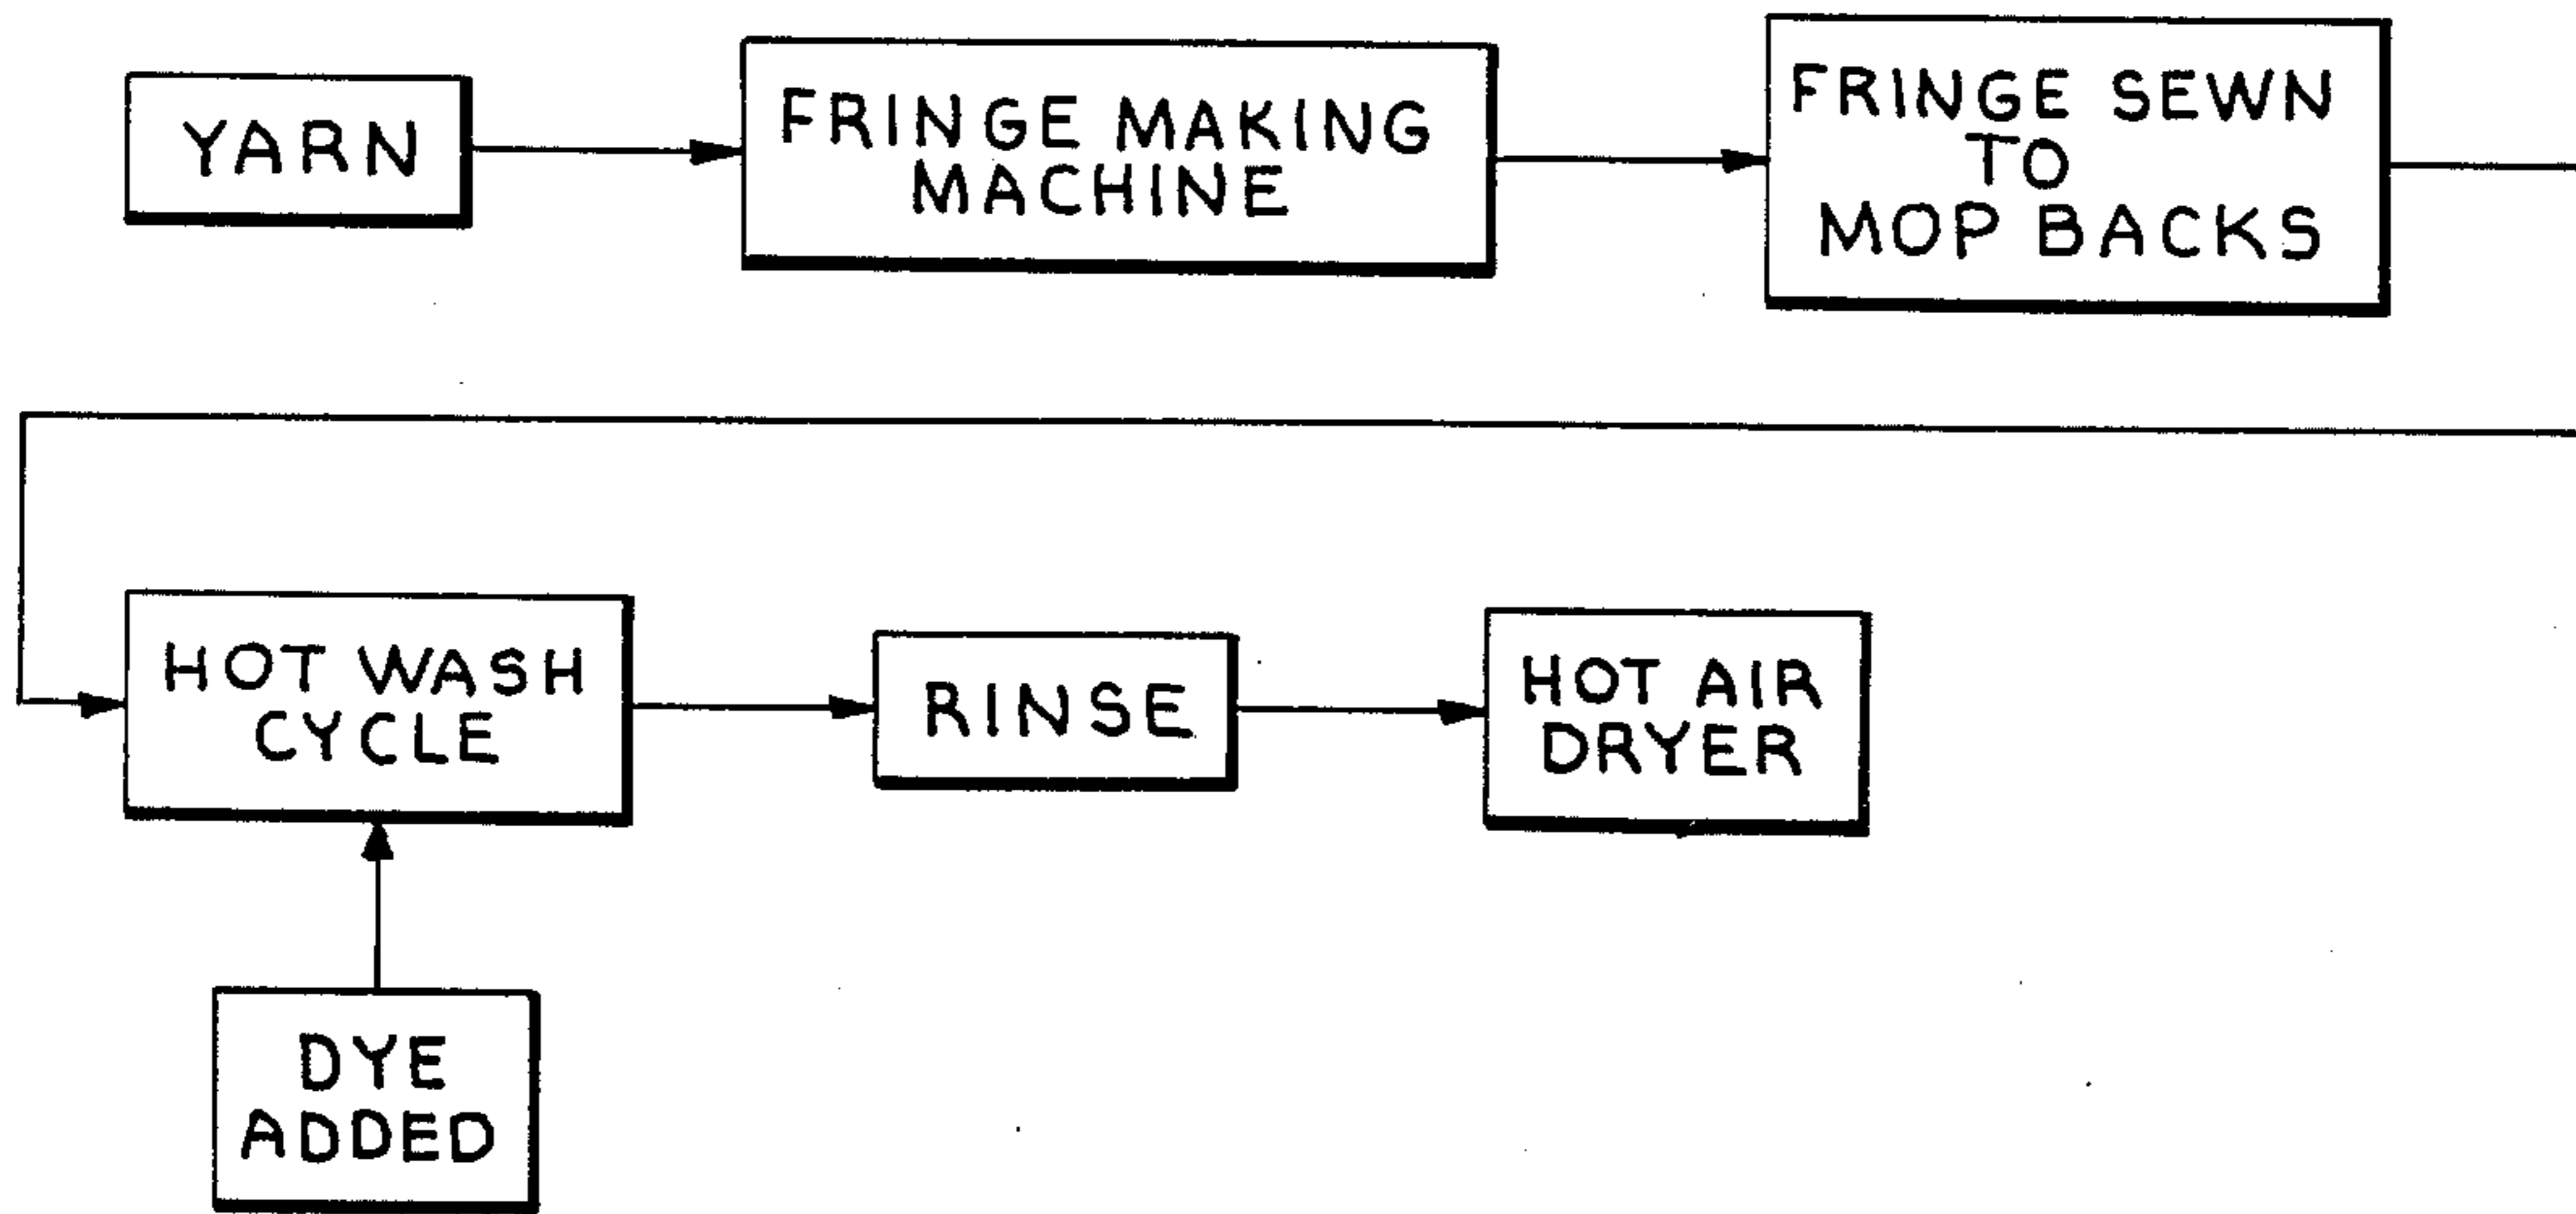 YARN
FRINGE MAKING
MACHINE
FRINGE SEWN
TO
MOP BACKS
HOT WASH
CYCLE
RINSE
HOT AIR
DRYER
DYE
ADDED